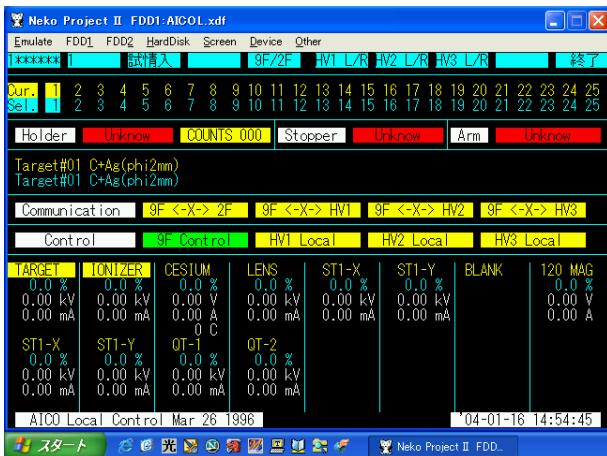 Neko Project II FDD1:AICOL.xdf
Emulate FDD1 FDD2 HardDisk Screen Device Other
1****** 1 試情入 9F/2F HV1 L/R HV2 L/R HV3 L/R 終了
Cur. 1 2 3 4 5 6 7 8 9 10 11 12 13 14 15 16 17 18 19 20 21 22 23 24 25
Sel. 1 2 3 4 5 6 7 8 9 10 11 12 13 14 15 16 17 18 19 20 21 22 23 24 25
Holder Unknow COUNTS 000 Stopper Unknow Arm Unknow
Target#01 C+Ag(phi2mm)
Target#01 C+Ag(phi2mm)
Communication 9F <-X-> 2F 9F <-X-> HV1 9F <-X-> HV2 9F <-X-> HV3
Control 9F Control HV1 Local HV2 Local HV3 Local
TARGET IONIZER CESIUM LENS ST1-X ST1-Y BLANK 120 MAG
0.0 % 0.0 % 0.0 % 0.0 % 0.0 % 0.0 % 0.0 %
0.00 kV 0.00 kV 0.00 V 0.00 kV 0.00 kV 0.00 kV 0.00 V
0.00 mA 0.00 mA 0.00 A 0.00 mA 0.00 mA 0.00 mA 0.00 A
0 C
ST1-X ST1-Y QT-1 QT-2
0.0 % 0.0 % 0.0 % 0.0 %
0.00 kV 0.00 kV 0.00 kV 0.00 kV
0.00 mA 0.00 mA 0.00 mA 0.00 mA
AICO Local Control Mar 26 1996 '04-01-16 14:54:45
スタート 光 Neko Project II FDD...